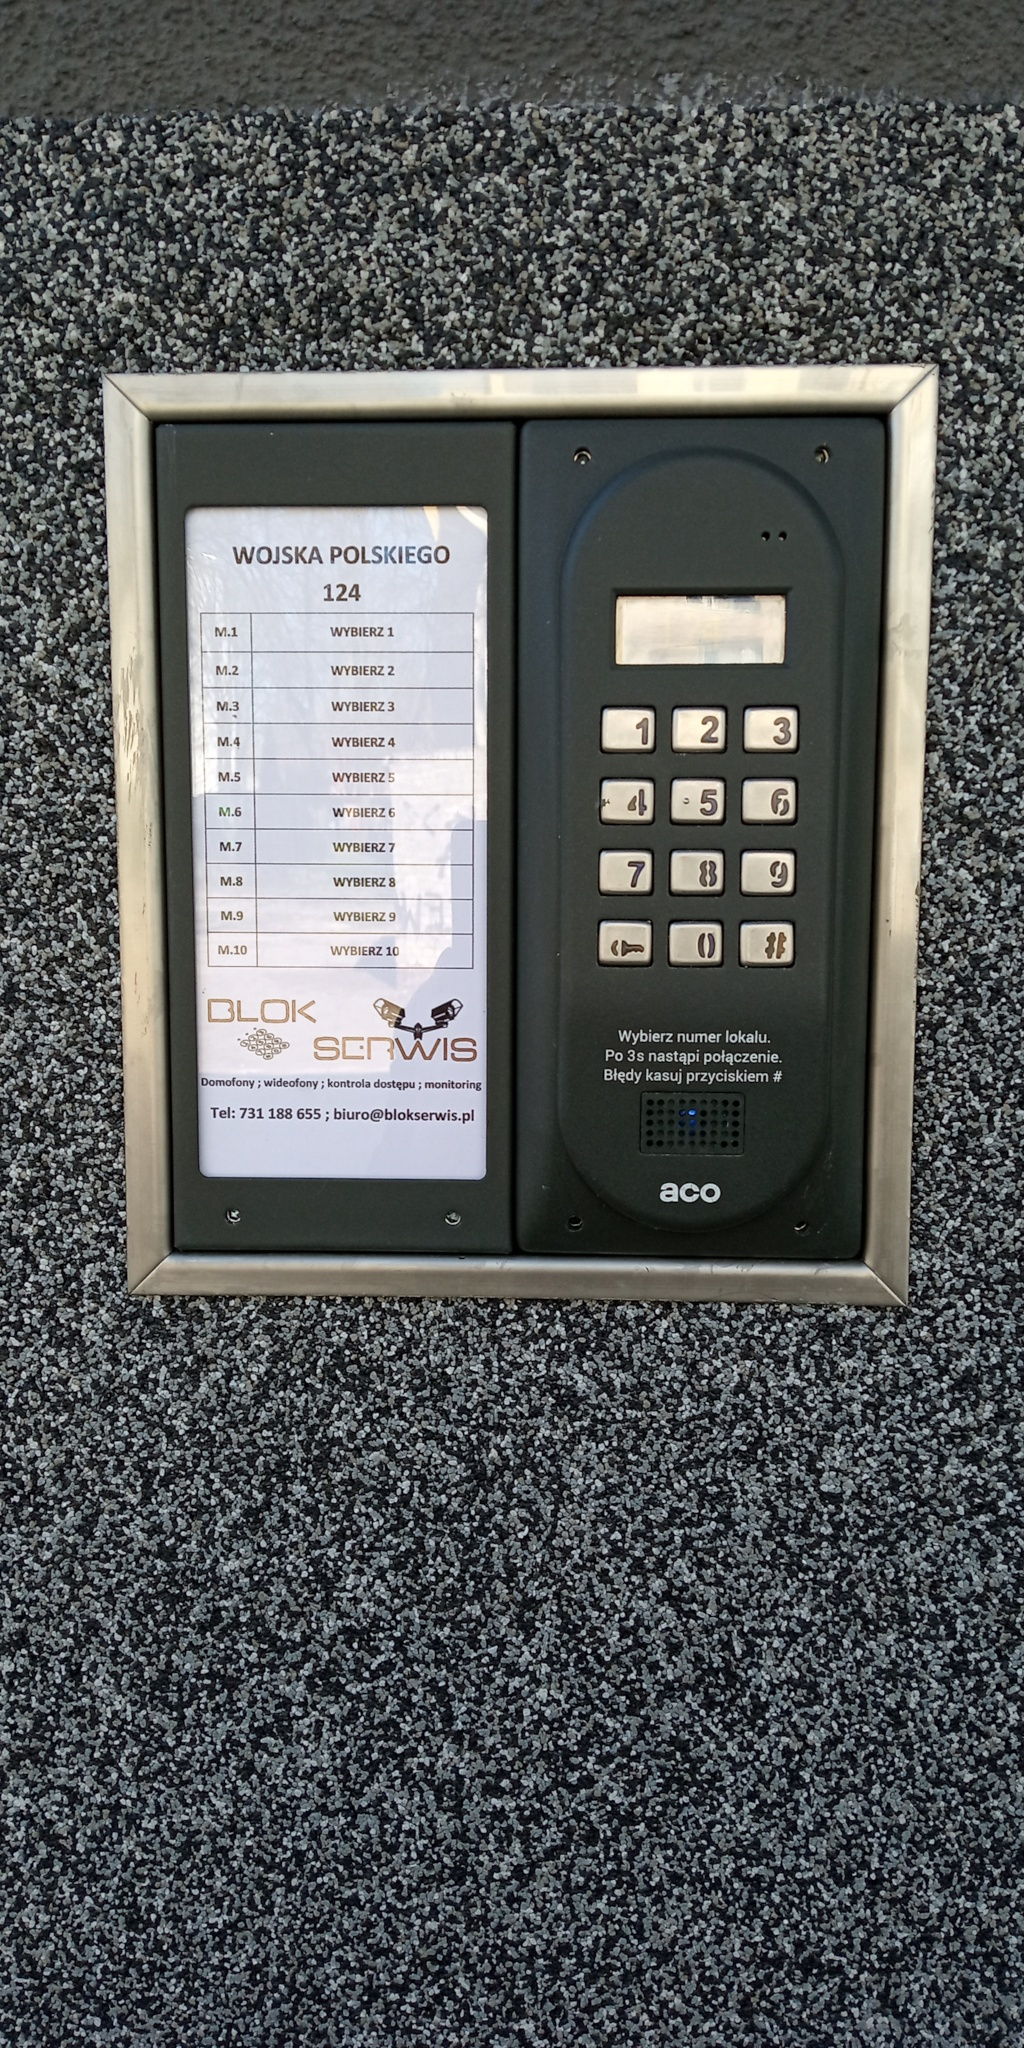 WOJSKA POLSKIEGO
124
M.1 WYBIERZ 1
M.2 WYBIERZ 2
M.3 WYBIERZ 3
M.4 WYBIERZ 4
M.5 WYBIERZ 5
M.6 WYBIERZ 6
M.7 WYBIERZ 7
M.8 WYBIERZ 8
M.9 WYBIERZ 9
M.10 WYBIERZ 10
BLOK
SERWIS
Domofony ; wideofony ; kontrola dostępu ; monitoring
Tel: 731 188 655 ; biuro@blokserwis.pl
1 2 3
4 5 6
7 8 9
0 #
Wybierz numer lokalu.
Po 3s nastąpi połączenie.
Błędy kasuj przyciskiem #
aco